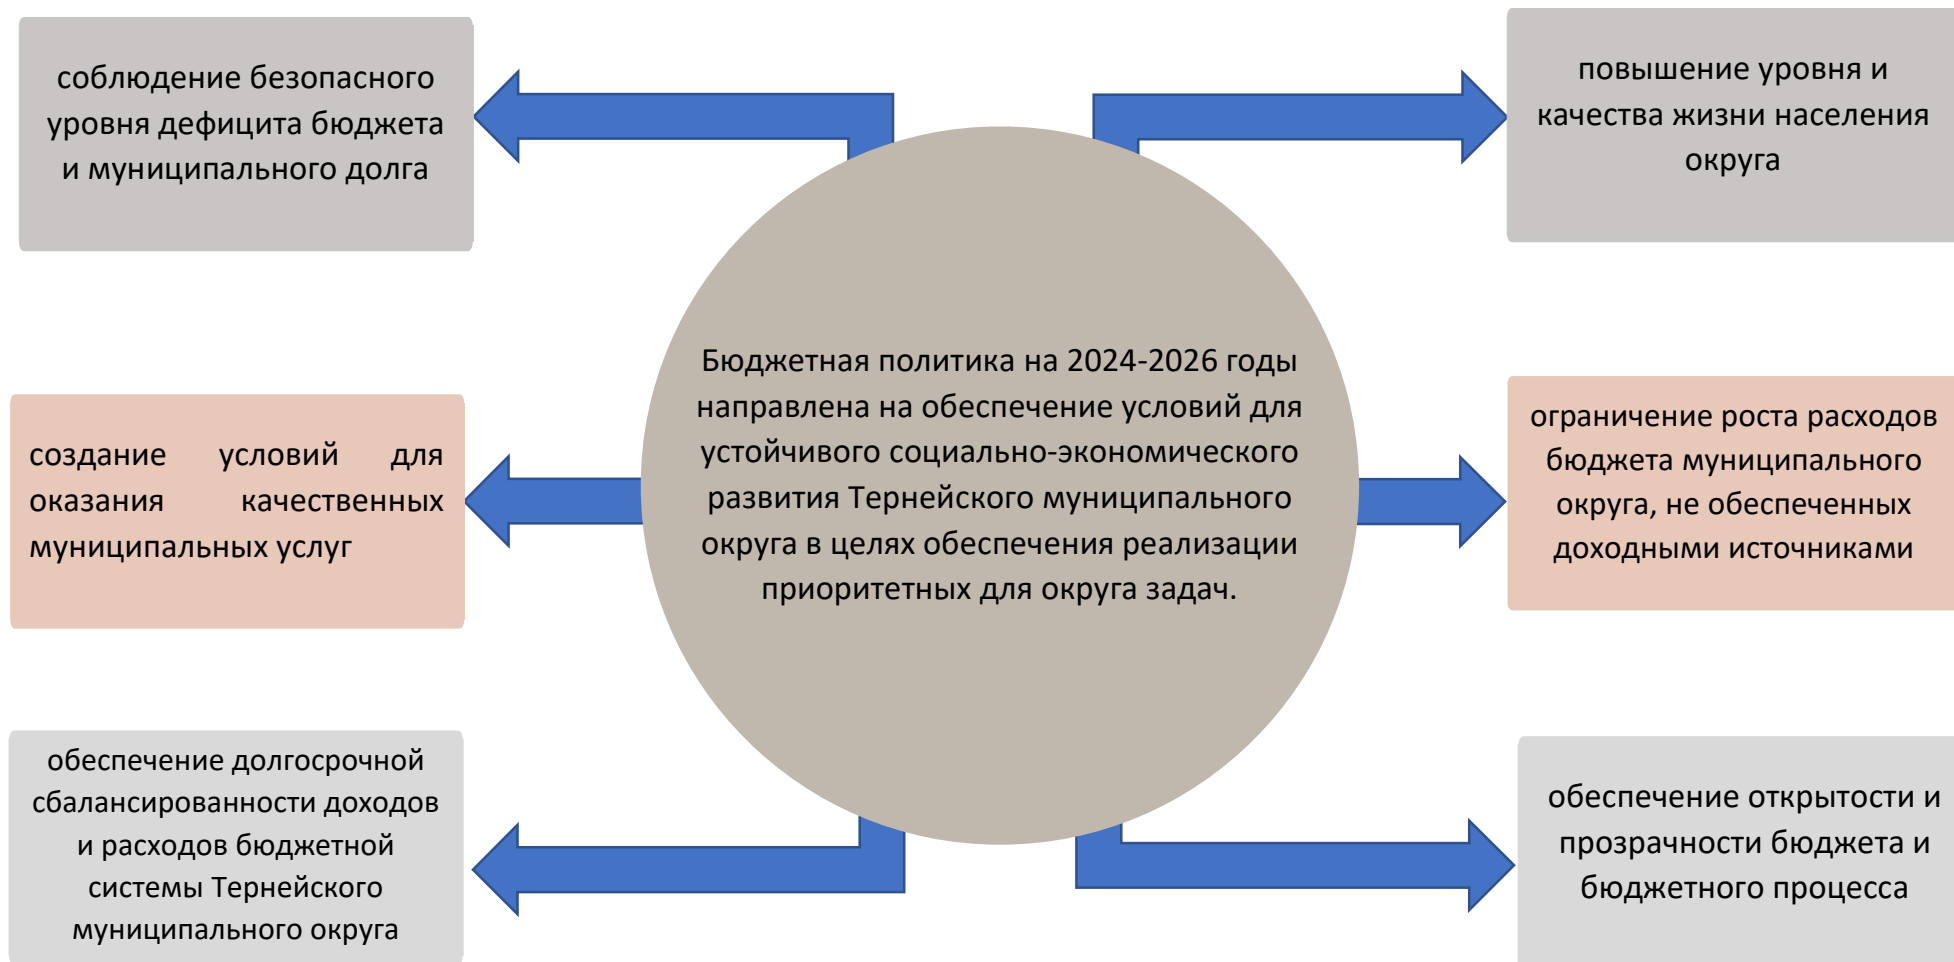 соблюдение безопасного
уровня дефицита бюджета
и муниципального долга
повышение уровня и
качества жизни населения
округа
Бюджетная политика на 2024-2026 годы
направлена на обеспечение условий для
устойчивого социально-экономического
развития Тернейского муниципального
округа в целях обеспечения реализации
приоритетных для округа задач.
создание условий для
оказания качественных
муниципальных услуг
ограничение роста расходов
бюджета муниципального
округа, не обеспеченных
доходными источниками
обеспечение долгосрочной
сбалансированности доходов
и расходов бюджетной
системы Тернейского
муниципального округа
обеспечение открытости и
прозрачности бюджета и
бюджетного процесса